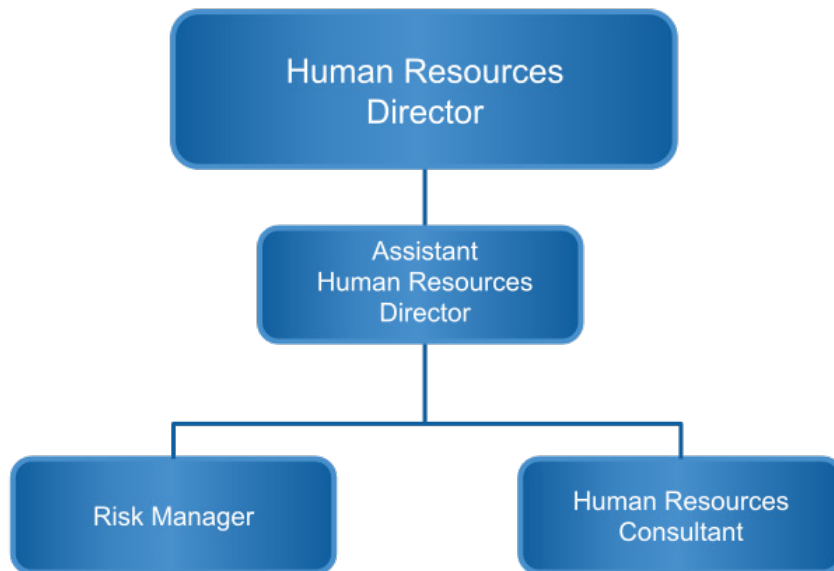 Human Resources
Director
Assistant
Human Resources
Director
Risk Manager
Human Resources
Consultant